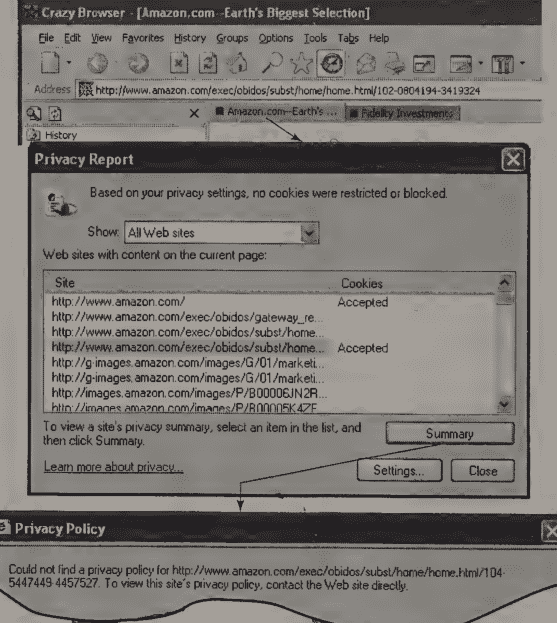 Crazy Browser - [Amazon.com--Earth's Biggest Selection]
File Edit View Favorites History Groups Options Tools Tabs Help
Address http://www.amazon.com/exec/obidos/subst/home/home.html/102-0804194-3419324
Amazon.com--Earth's ... Fidelity Investments
History
Privacy Report
Based on your privacy settings, no cookies were restricted or blocked.
Show: All Web sites
Web sites with content on the current page:
Site Cookies
http://www.amazon.com/ Accepted
http://www.amazon.com/exec/obidos/gateway_re...
http://www.amazon.com/exec/obidos/subst/home...
http://www.amazon.com/exec/obidos/subst/home... Accepted
http://g-images.amazon.com/images/G/01/marketi...
http://g-images.amazon.com/images/G/01/marketi...
http://images.amazon.com/images/P/B00006JN2R...
http://images.amazon.com/images/P/B00005K4ZF...
To view a site's privacy summary, select an item in the list, and
then click Summary.
Summary
Learn more about privacy...
Settings... Close
Privacy Policy
Could not find a privacy policy for http://www.amazon.com/exec/obidos/subst/home/home.html/104-
5447449-4457527. To view this site's privacy policy, contact the Web site directly.